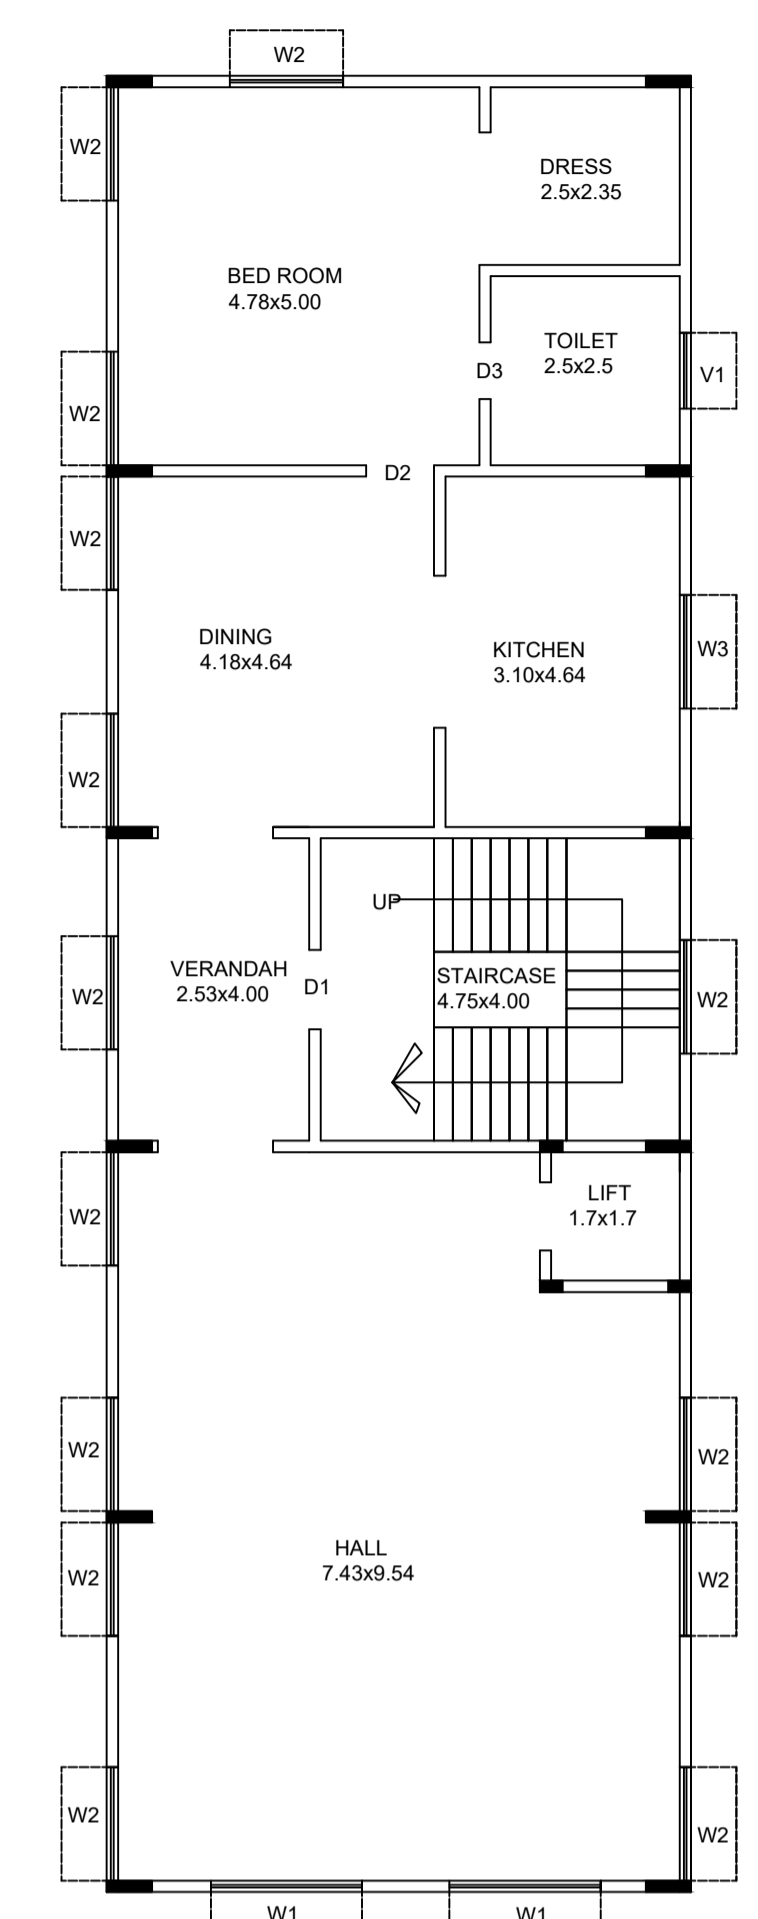 W2
W2
DRESS
2.5x2.35
BED ROOM
4.78x5.00
TOILET
2.5x2.5
D3
V1
W2
D2
W2
DINING
4.18x4.64
KITCHEN
3.10x4.64
W3
W2
UP
VERANDAH
2.53x4.00
D1
STAIRCASE
4.75x4.00
W2
W2
LIFT
1.7x1.7
W2
W2
W2
HALL
7.43x9.54
W2
W2
W2
W2
W1
W1